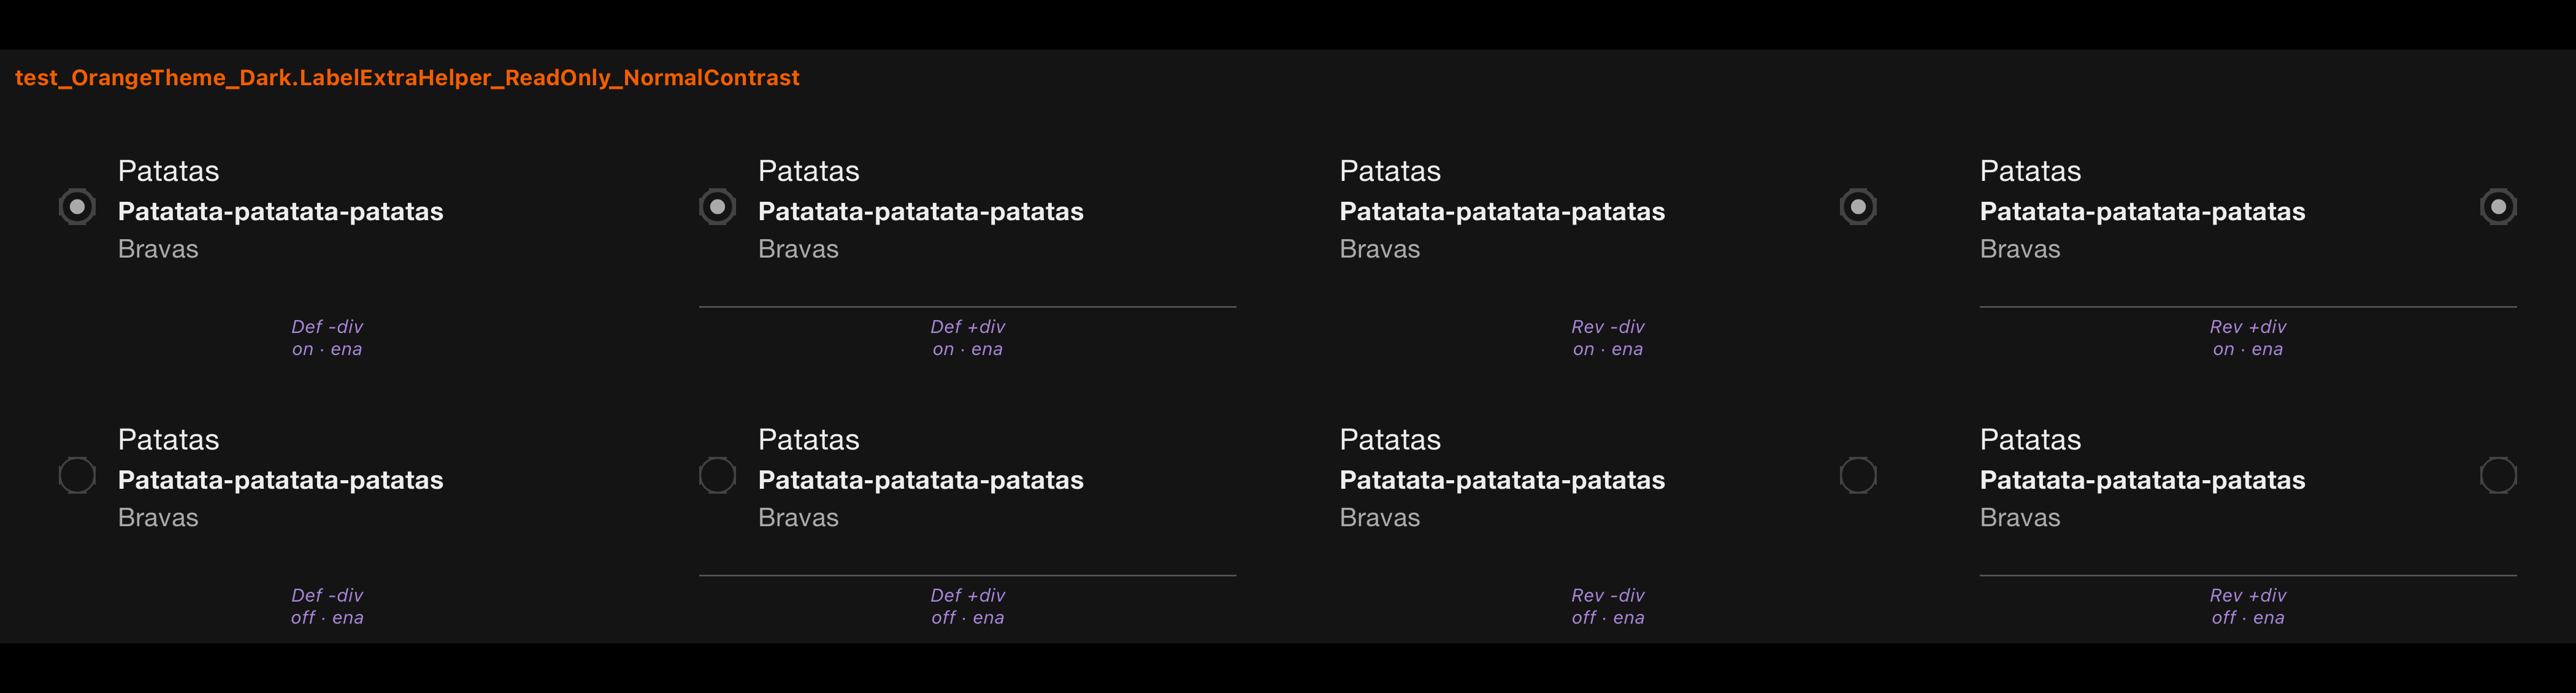 test_OrangeTheme_Dark.LabelExtraHelper_ReadOnly_NormalContrast
Patatas
Patatata-patatata-patatas
Bravas
Def -div
on · ena
Patatas
Patatata-patatata-patatas
Bravas
Def +div
on · ena
Patatas
Patatata-patatata-patatas
Bravas
Rev -div
on · ena
Patatas
Patatata-patatata-patatas
Bravas
Rev +div
on · ena
Patatas
Patatata-patatata-patatas
Bravas
Def -div
off · ena
Patatas
Patatata-patatata-patatas
Bravas
Def +div
off · ena
Patatas
Patatata-patatata-patatas
Bravas
Rev -div
off · ena
Patatas
Patatata-patatata-patatas
Bravas
Rev +div
off · ena